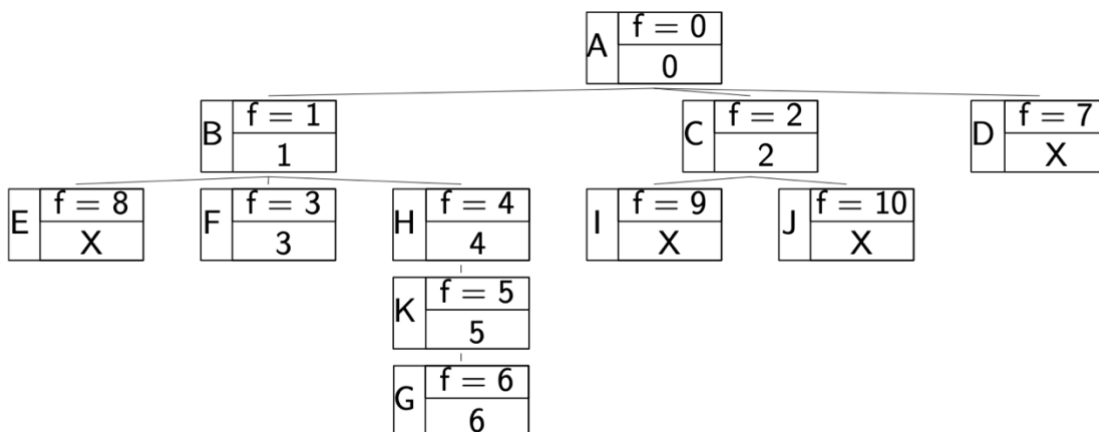 A f = 0
0
B f = 1
1
C f = 2
2
D f = 7
X
E f = 8
X
F f = 3
3
H f = 4
4
I f = 9
X
J f = 10
X
K f = 5
5
G f = 6
6